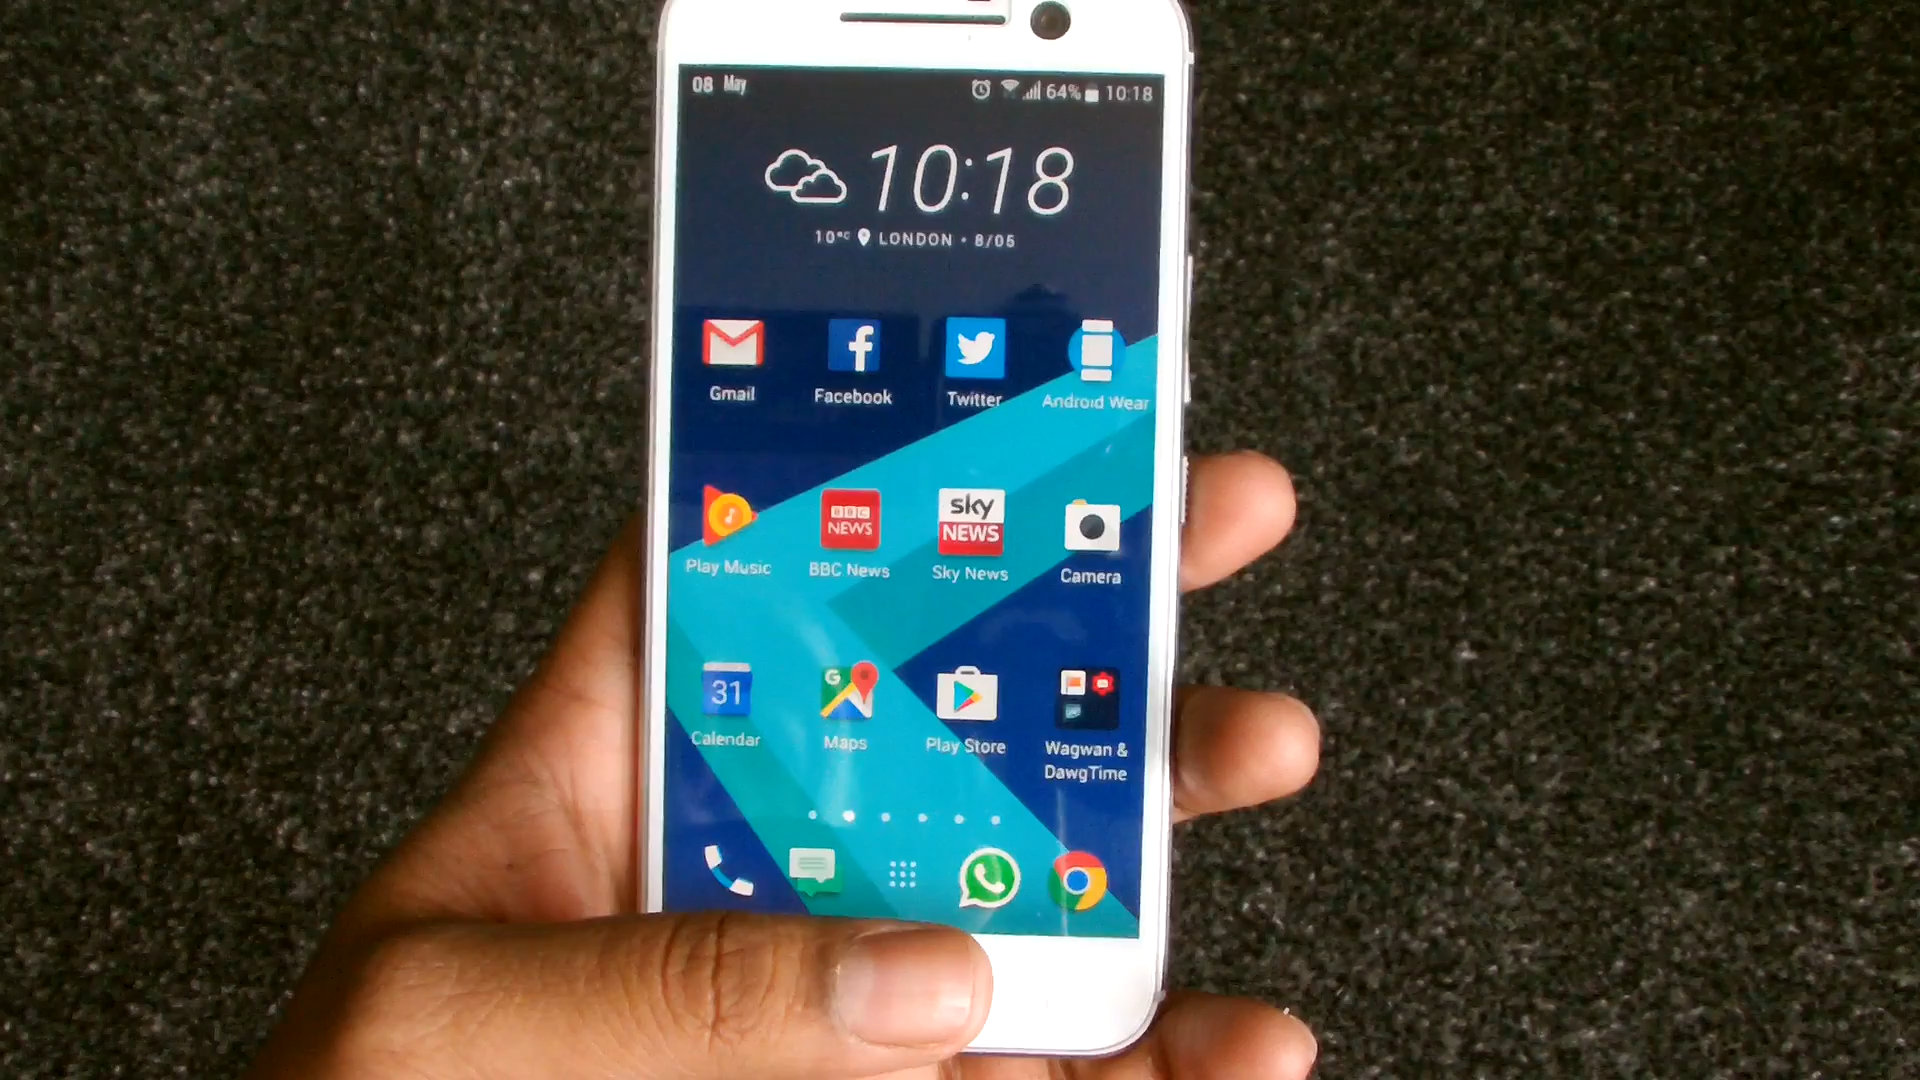 08 May 64% 10:18
10:18
10°C LONDON • 8/05
Gmail Facebook Twitter Android Wear
BBC NEWS sky NEWS
Play Music BBC News Sky News Camera
31 G
Calendar Maps Play Store Wagwan &
DawgTime